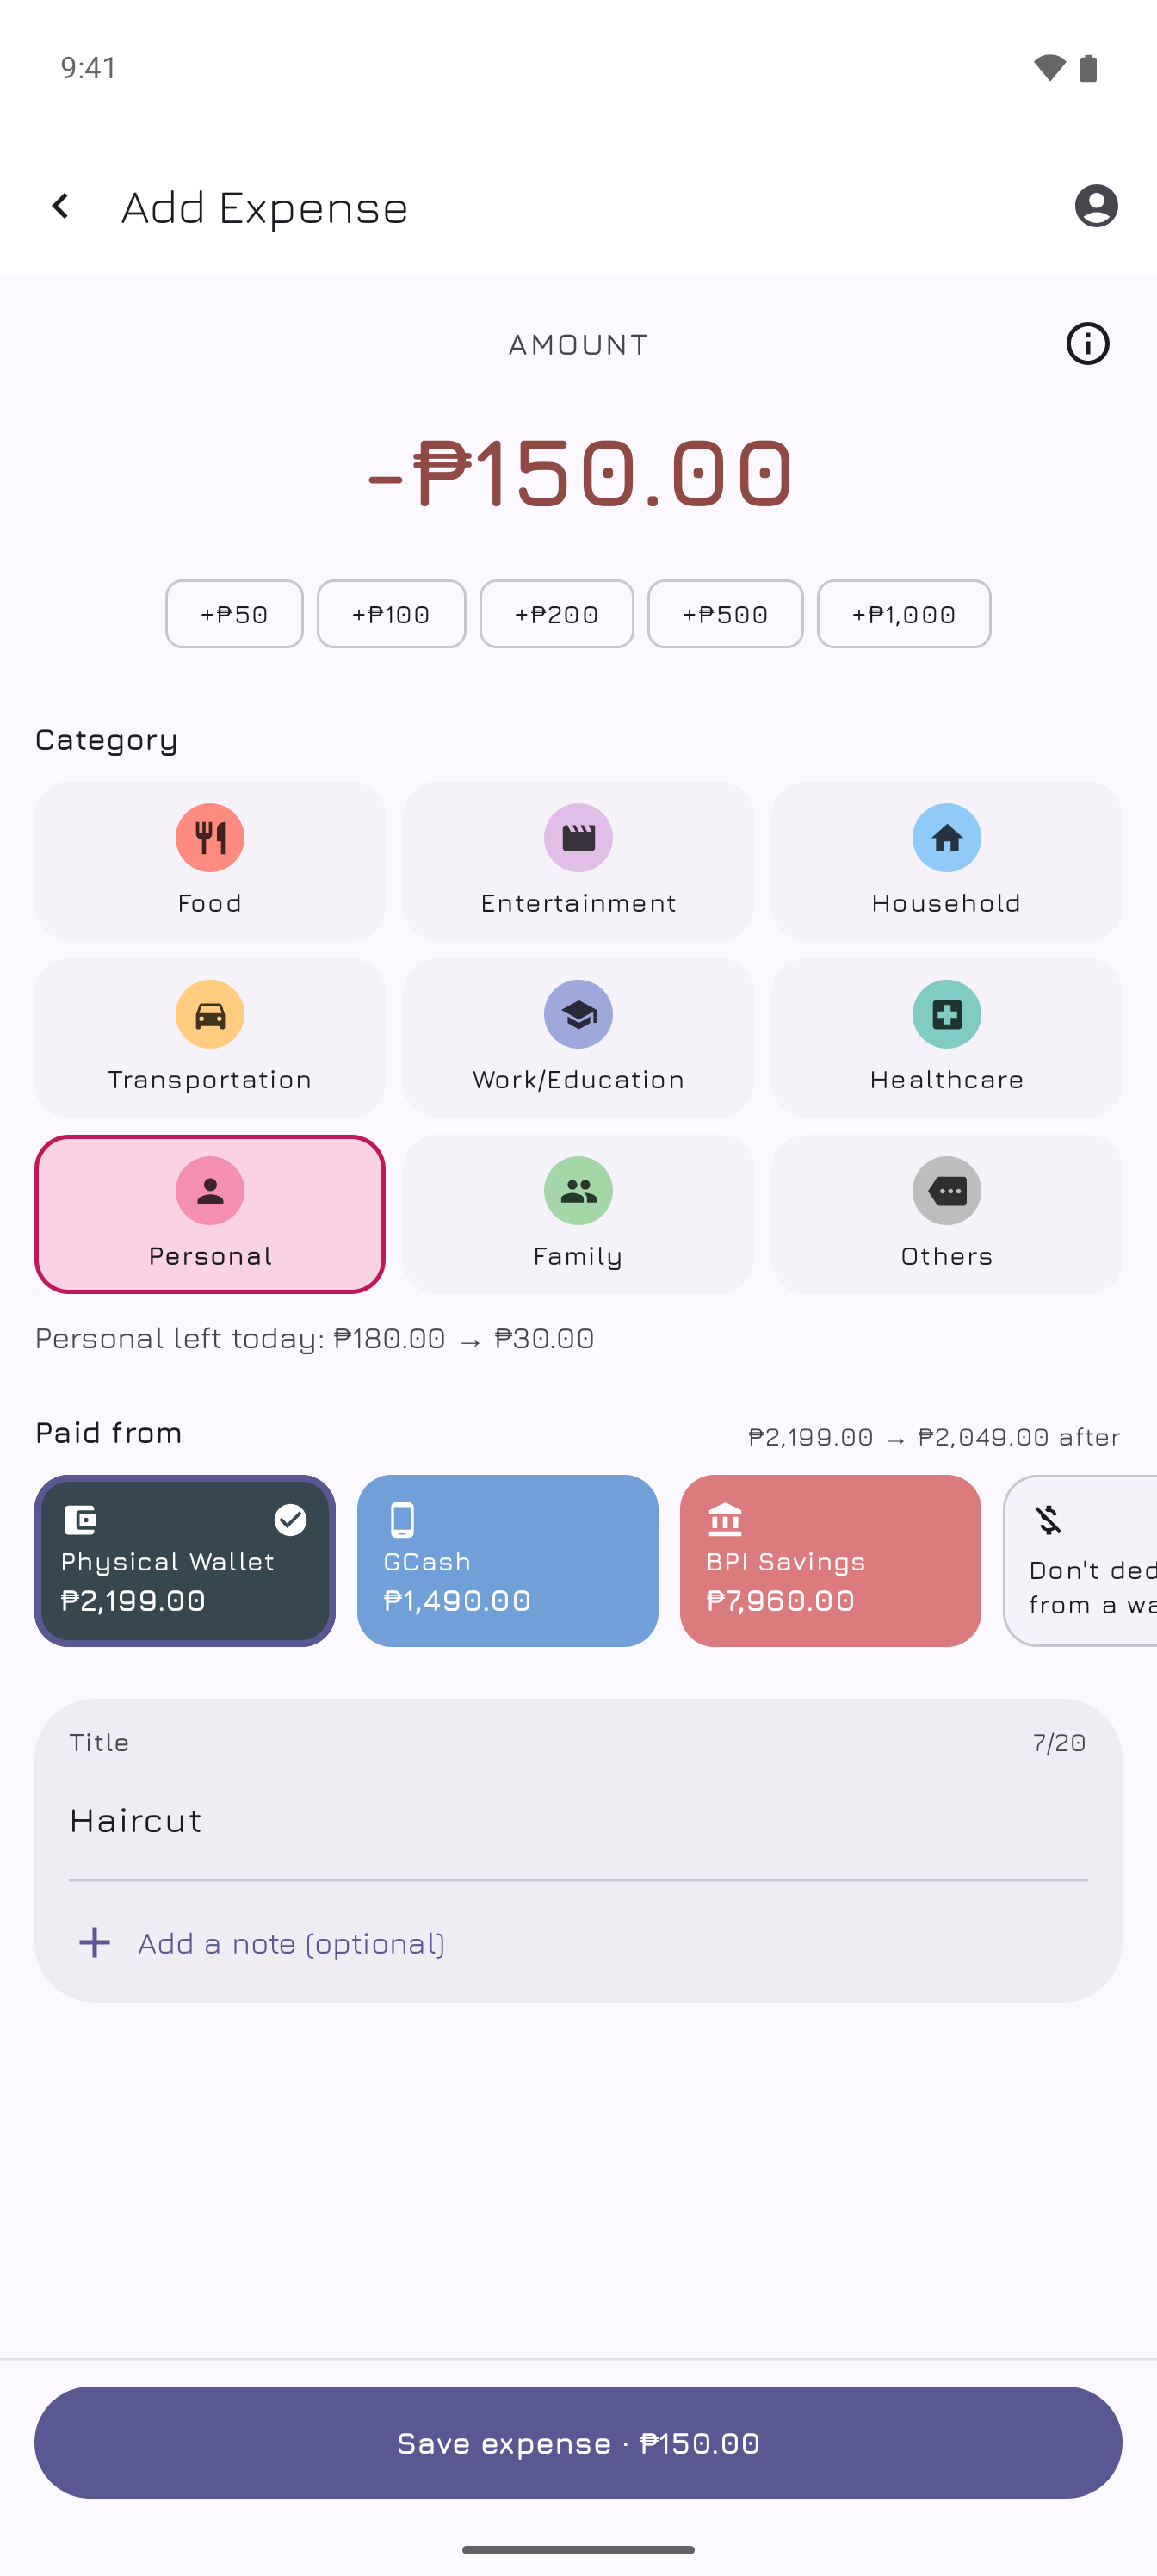 9:41
Add Expense
AMOUNT
-₱150.00
+₱50 +₱100 +₱200 +₱500 +₱1,000
Category
Food Entertainment Household
Transportation Work/Education Healthcare
Personal Family Others
Personal left today: ₱180.00 → ₱30.00
Paid from ₱2,199.00 → ₱2,049.00 after
Physical Wallet
₱2,199.00
GCash
₱1,490.00
BPI Savings
₱7,960.00
Don't ded
from a wa
Title 7/20
Haircut
Add a note (optional)
Save expense · ₱150.00